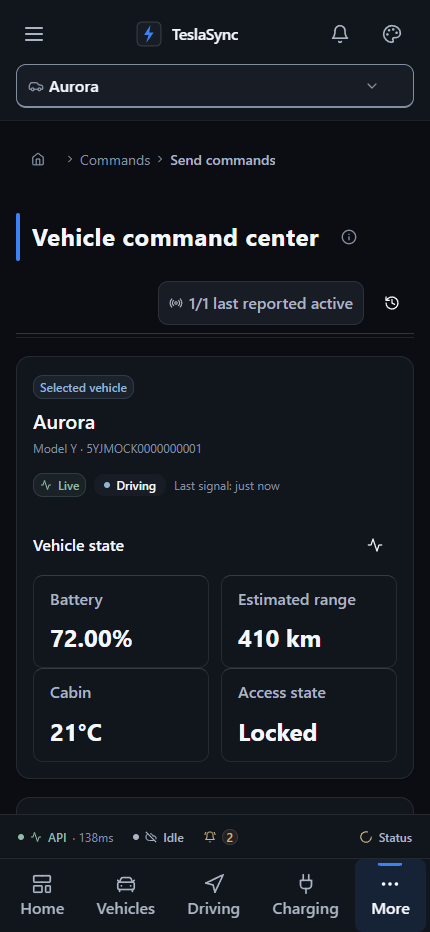 TeslaSync
Aurora
Commands
Send commands
Vehicle command center
1/1 last reported active
Selected vehicle
Aurora
Model Y · 5YJMOCK0000000001
Live
Driving
Last signal: just now
Vehicle state
Battery
72.00%
Estimated range
410 km
Cabin
21°C
Access state
Locked
API · 138ms
Idle
2
Status
Home
Vehicles
Driving
Charging
More